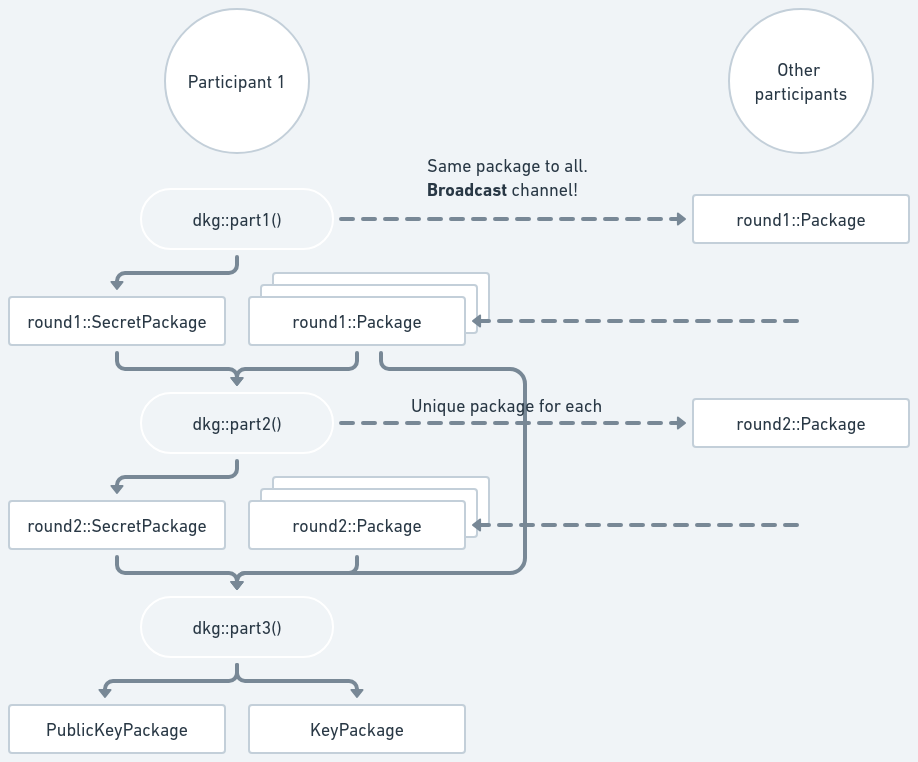 Participant 1
Other
participants
Same package to all.
Broadcast channel!
dkg::part1()
round1::Package
round1::SecretPackage
round1::Package
Unique package for each
dkg::part2()
round2::Package
round2::SecretPackage
round2::Package
dkg::part3()
PublicKeyPackage
KeyPackage